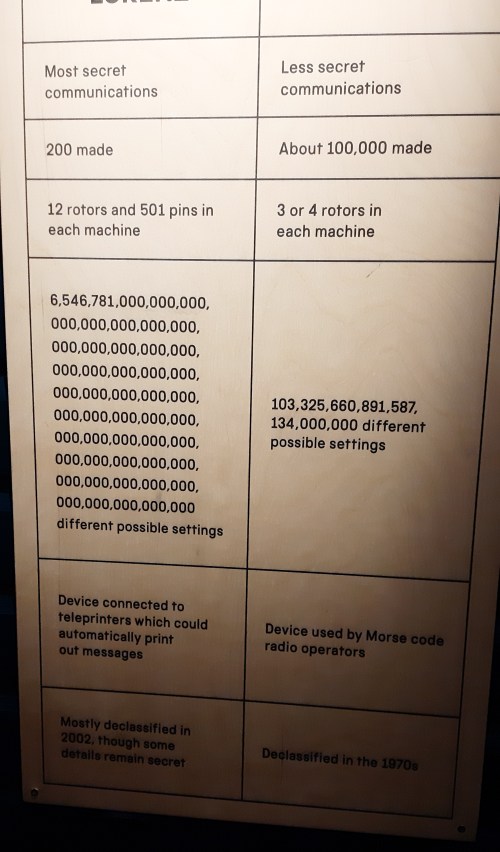 Most secret
communications
Less secret
communications
200 made
About 100,000 made
12 rotors and 501 pins in
each machine
3 or 4 rotors in
each machine
6,546,781,000,000,000,
000,000,000,000,000,
000,000,000,000,000,
000,000,000,000,000,
000,000,000,000,000,
000,000,000,000,000,
000,000,000,000,000,
000,000,000,000,000,
000,000,000,000,000,
000,000,000,000,000
different possible settings
103,325,660,891,587,
134,000,000 different
possible settings
Device connected to
teleprinters which could
automatically print
out messages
Device used by Morse code
radio operators
Mostly declassified in
2002, though some
details remain secret
Declassified in the 1970s